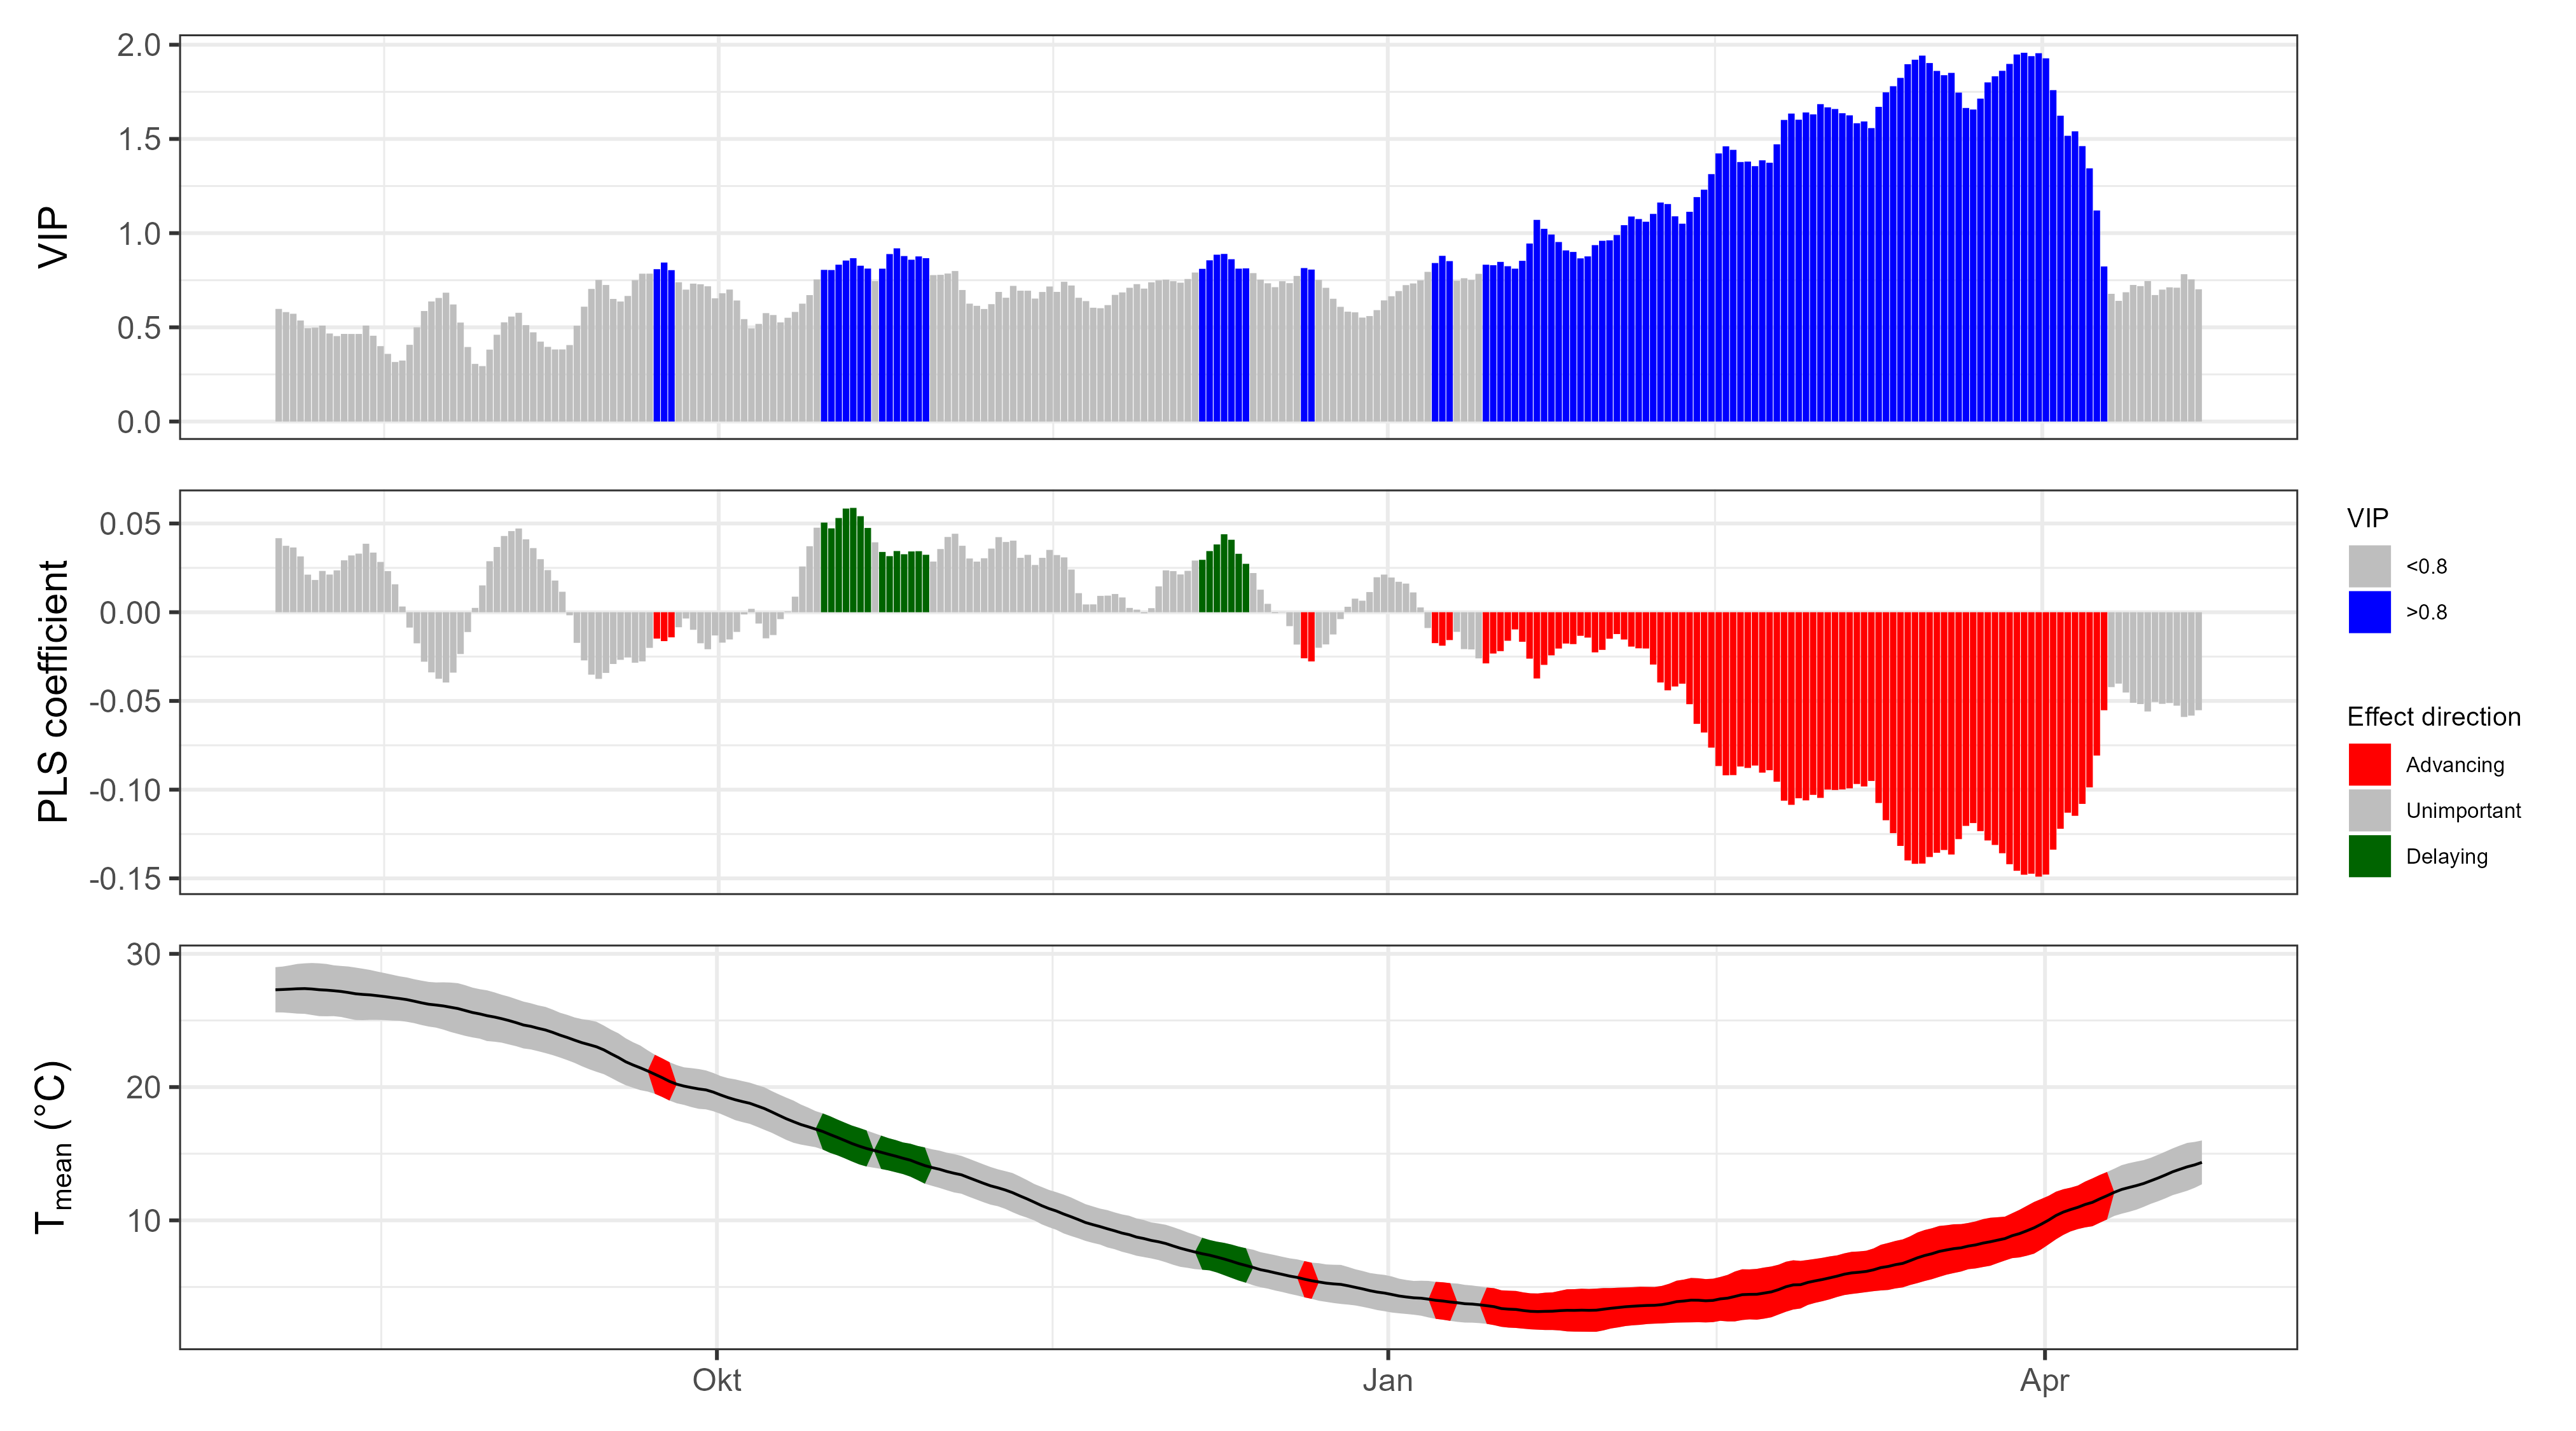 VIP
2.0
1.5
1.0
0.5
0.0
PLS coefficient
0.05
0.00
-0.05
-0.10
-0.15
Tmean (°C)
30
20
10
Okt Jan Apr
VIP
<0.8
>0.8
Effect direction
Advancing
Unimportant
Delaying